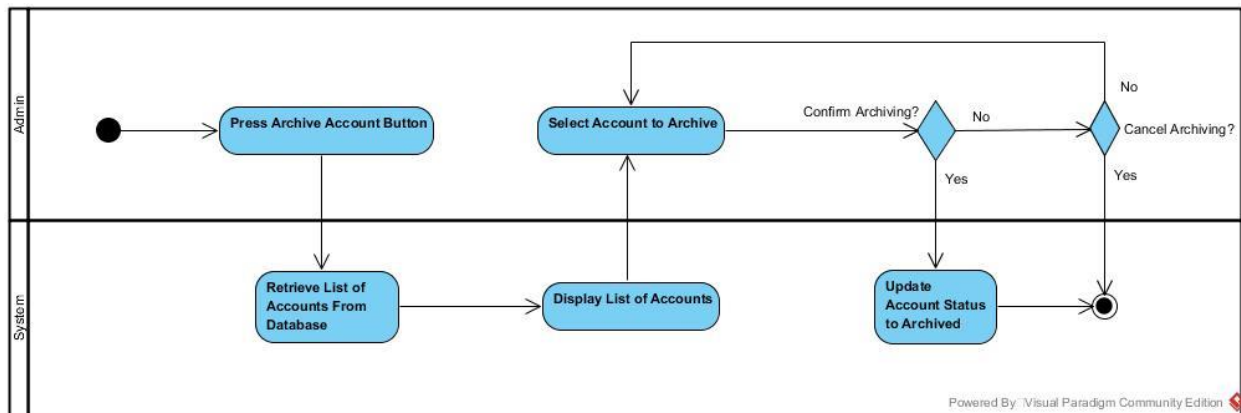 Admin
Press Archive Account Button
Select Account to Archive
Confirm Archiving?
No
Yes
No
Cancel Archiving?
Yes
System
Retrieve List of
Accounts From
Database
Display List of Accounts
Update
Account Status
to Archived
Powered By Visual Paradigm Community Edition